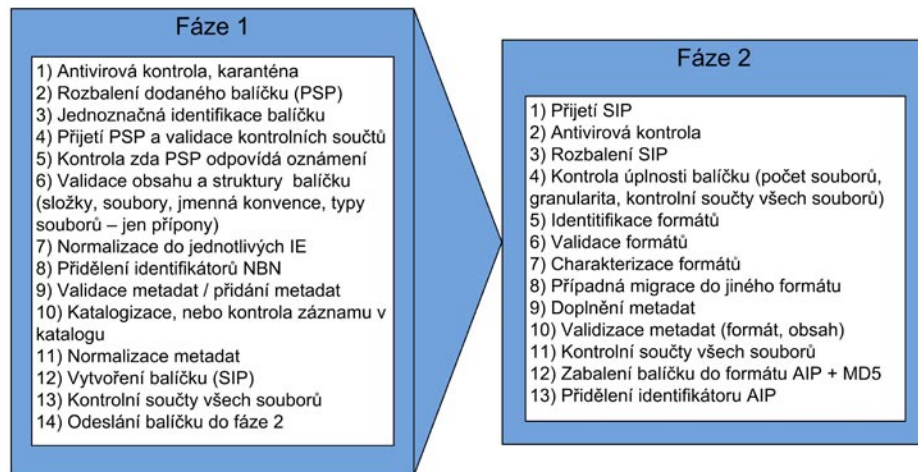 Fáze 1
1) Antivirová kontrola, karanténa
2) Rozbalení dodaného balíčku (PSP)
3) Jednoznačná identifikace balíčku
4) Přijetí PSP a validace kontrolních součtů
5) Kontrola zda PSP odpovídá oznámení
6) Validace obsahu a struktury  balíčku
(složky, soubory, jmenná konvence, typy
souborů – jen přípony)
7) Normalizace do jednotlivých IE
8) Přidělení identifikátorů NBN
9) Validace metadat / přidání metadat
10) Katalogizace, nebo kontrola záznamu v
katalogu
11) Normalizace metadat
12) Vytvoření balíčku (SIP)
13) Kontrolní součty všech souborů
14) Odeslání balíčku do fáze 2
Fáze 2
1) Přijetí SIP
2) Antivirová kontrola
3) Rozbalení SIP
4) Kontrola úplnosti balíčku (počet souborů,
granularita, kontrolní součty všech souborů)
5) Identitifikace formátů
6) Validace formátů
7) Charakterizace formátů
8) Případná migrace do jiného formátu
9) Doplnění metadat
10) Validizace metadat (formát, obsah)
11) Kontrolní součty všech souborů
12) Zabalení balíčku do formátu AIP + MD5
13) Přidělení identifikátoru AIP